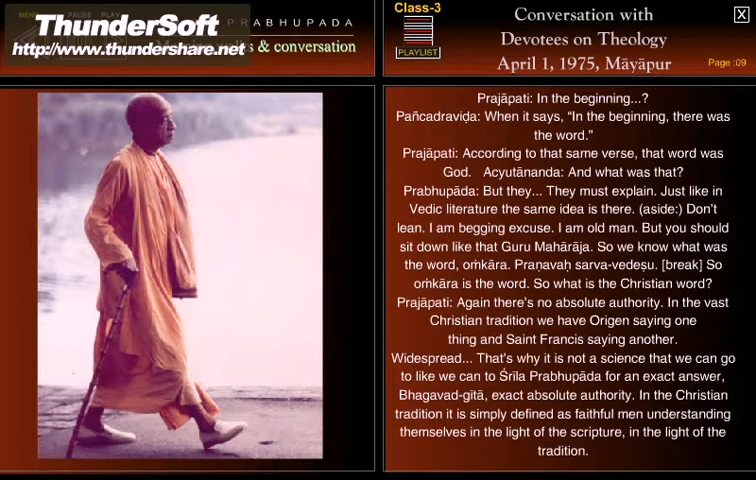 MENU PAUSE PLAY
ThunderSoft
http://www.thundershare.net
PRABHUPADA
& conversation
Class-3
PLAYLIST
Conversation with
Devotees on Theology
April 1, 1975, Māyāpur
X
Page :09
Prajāpati: In the beginning...?
Pañcadraviḍa: When it says, “In the beginning, there was
the word.”
Prajāpati: According to that same verse, that word was
God. Acyutānanda: And what was that?
Prabhupāda: But they... They must explain. Just like in
Vedic literature the same idea is there. (aside:) Don’t
lean. I am begging excuse. I am old man. But you should
sit down like that Guru Mahārāja. So we know what was
the word, oṁkāra. Praṇavaḥ sarva-vedeṣu. [break] So
oṁkāra is the word. So what is the Christian word?
Prajāpati: Again there’s no absolute authority. In the vast
Christian tradition we have Origen saying one
thing and Saint Francis saying another.
Widespread... That’s why it is not a science that we can go
to like we can to Śrīla Prabhupāda for an exact answer,
Bhagavad-gītā, exact absolute authority. In the Christian
tradition it is simply defined as faithful men understanding
themselves in the light of the scripture, in the light of the
tradition.